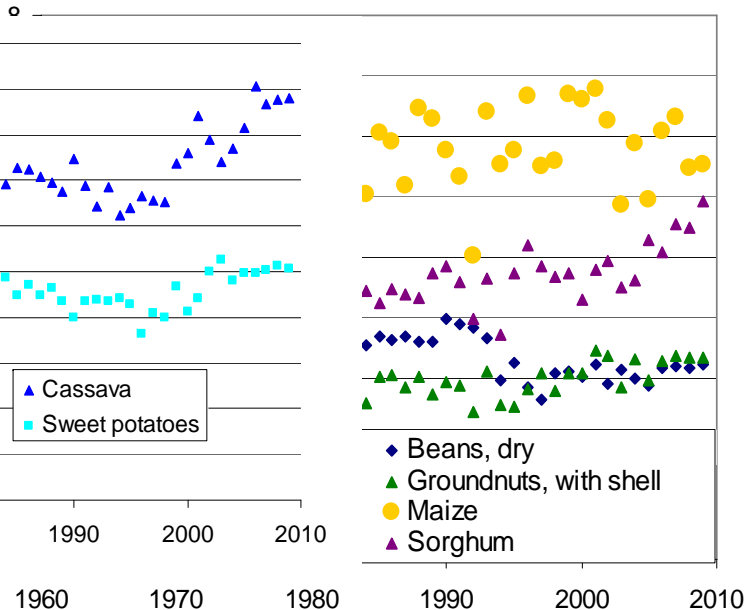 8
Cassava
Sweet potatoes
Beans, dry
Groundnuts, with shell
Maize
Sorghum
1990 2000 2010
1960 1970 1980 1990 2000 2010